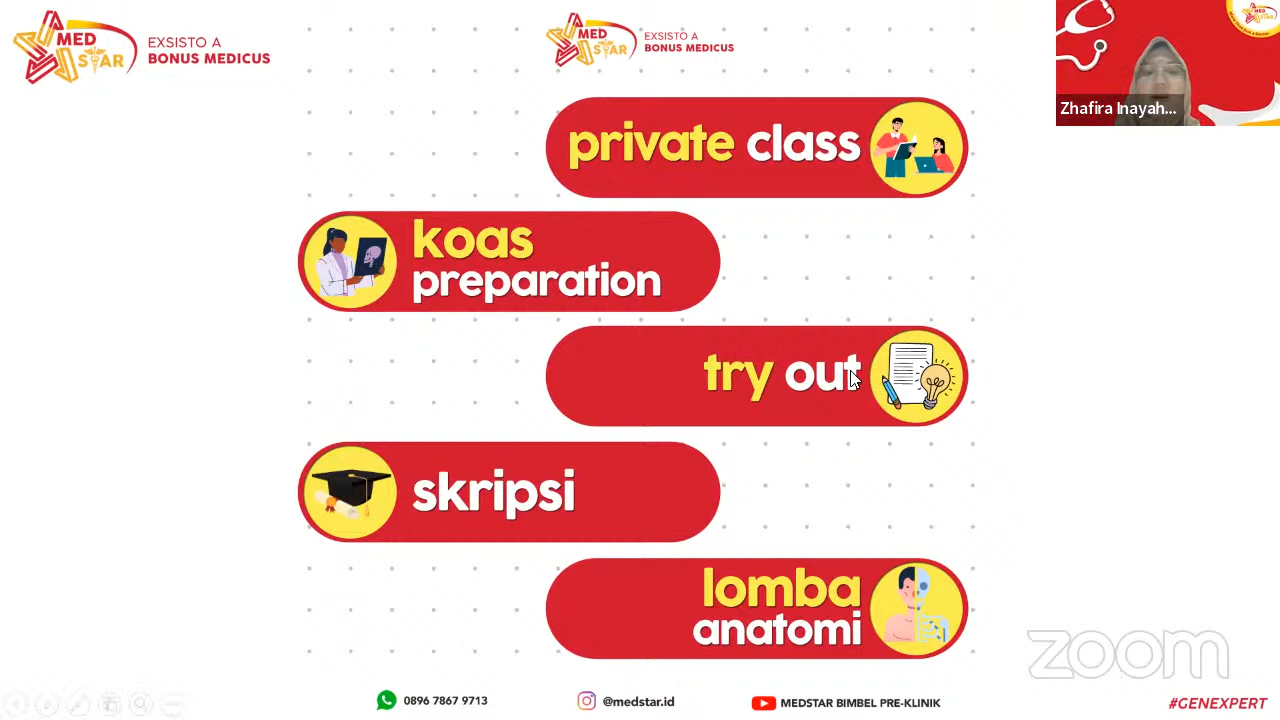 MED
STAR
EXSISTO A
BONUS MEDICUS
MED
STAR
EXSISTO A
BONUS MEDICUS
Zhafira Inayah...
private class
koas
preparation
try out
skripsi
lomba
anatomi
zoom
0896 7867 9713
@medstar.id
MEDSTAR BIMBEL PRE-KLINIK
#GENEXPERT